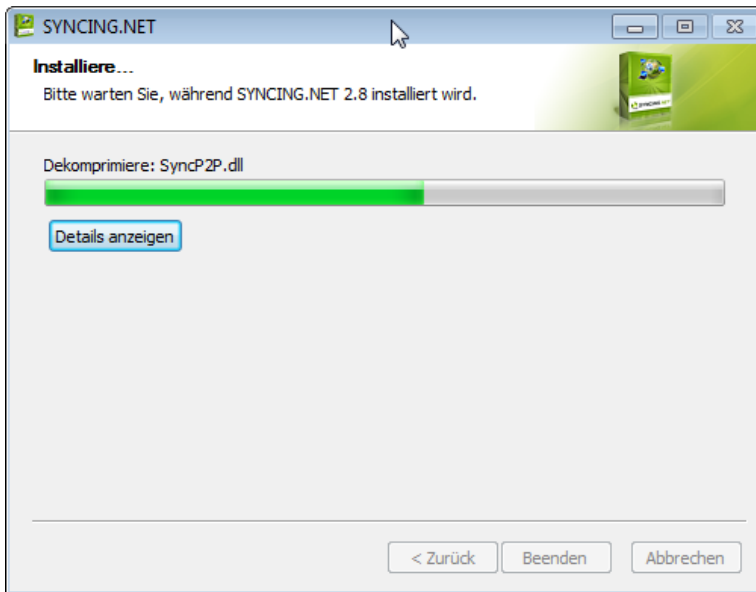 SYNCING.NET
Installiere...
Bitte warten Sie, während SYNCING.NET 2.8 installiert wird.
Dekomprimiere: SyncP2P.dll
Details anzeigen
< Zurück
Beenden
Abbrechen